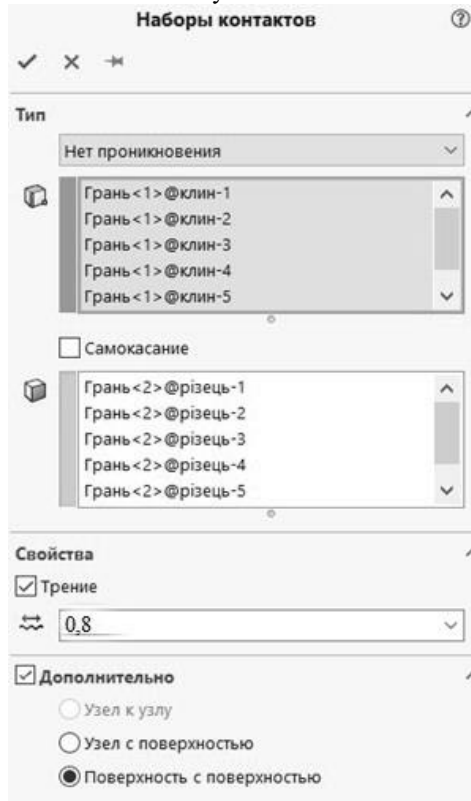 Наборы контактов
Тип
Нет проникновения
Грань<1>@клин-1
Грань<1>@клин-2
Грань<1>@клин-3
Грань<1>@клин-4
Грань<1>@клин-5
Самокасание
Грань<2>@різець-1
Грань<2>@різець-2
Грань<2>@різець-3
Грань<2>@різець-4
Грань<2>@різець-5
Свойства
Трение
0,8
Дополнительно
Узел к узлу
Узел с поверхностью
Поверхность с поверхностью